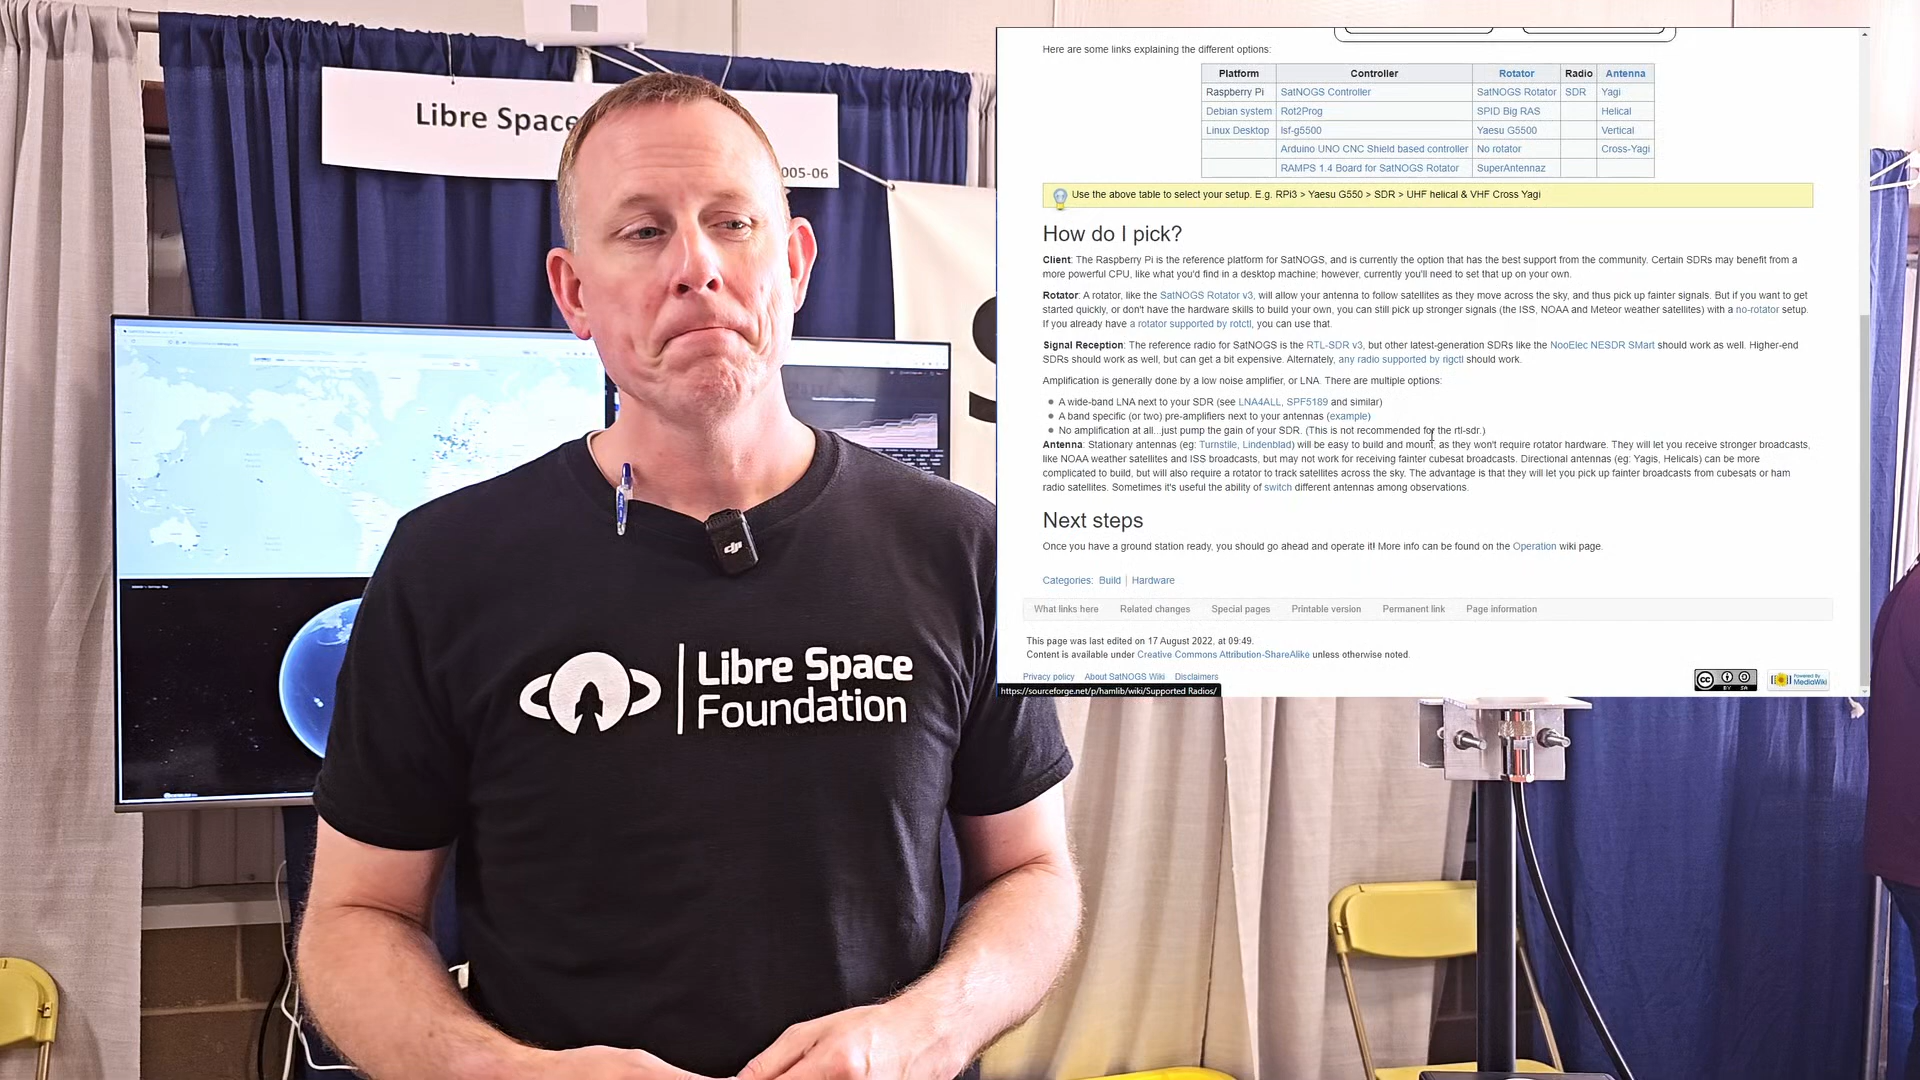 Libre Space
005-06
dji
Libre Space
Foundation
Here are some links explaining the different options:
Platform Controller Rotator Radio Antenna
Raspberry Pi SatNOGS Controller SatNOGS Rotator SDR Yagi
Debian system Rot2Prog SPID Big RAS Helical
Linux Desktop lsf-g5500 Yaesu G5500 Vertical
Arduino UNO CNC Shield based controller No rotator Cross-Yagi
RAMPS 1.4 Board for SatNOGS Rotator SuperAntennaz
Use the above table to select your setup. E.g. RPi3 > Yaesu G550 > SDR > UHF helical & VHF Cross Yagi
How do I pick?
Client: The Raspberry Pi is the reference platform for SatNOGS, and is currently the option that has the best support from the community. Certain SDRs may benefit from a
more powerful CPU, like what you'd find in a desktop machine; however, currently you'll need to set that up on your own.
Rotator: A rotator, like the SatNOGS Rotator v3, will allow your antenna to follow satellites as they move across the sky, and thus pick up fainter signals. But if you want to get
started quickly, or don't have the hardware skills to build your own, you can still pick up stronger signals (the ISS, NOAA and Meteor weather satellites) with a no-rotator setup.
If you already have a rotator supported by rotctl, you can use that.
Signal Reception: The reference radio for SatNOGS is the RTL-SDR v3, but other latest-generation SDRs like the NooElec NESDR SMart should work as well. Higher-end
SDRs should work as well, but can get a bit expensive. Alternately, any radio supported by rigctl should work.
Amplification is generally done by a low noise amplifier, or LNA. There are multiple options:
A wide-band LNA next to your SDR (see LNA4ALL, SPF5189 and similar)
A band specific (or two) pre-amplifiers next to your antennas (example)
No amplification at all...just pump the gain of your SDR. (This is not recommended for the rtl-sdr.)
Antenna: Stationary antennas (eg: Turnstile, Lindenblad) will be easy to build and mount, as they won't require rotator hardware. They will let you receive stronger broadcasts,
like NOAA weather satellites and ISS broadcasts, but may not work for receiving fainter cubesat broadcasts. Directional antennas (eg: Yagis, Helicals) can be more
complicated to build, but will also require a rotator to track satellites across the sky. The advantage is that they will let you pick up fainter broadcasts from cubesats or ham
radio satellites. Sometimes it's useful the ability of switch different antennas among observations.
Next steps
Once you have a ground station ready, you should go ahead and operate it! More info can be found on the Operation wiki page.
Categories: Build Hardware
What links here Related changes Special pages Printable version Permanent link Page information
This page was last edited on 17 August 2022, at 09:49.
Content is available under Creative Commons Attribution-ShareAlike unless otherwise noted.
Privacy policy About SatNOGS Wiki Disclaimers
https://sourceforge.net/p/hamlib/wiki/Supported Radios/
CC BY SA
Powered By
MediaWiki